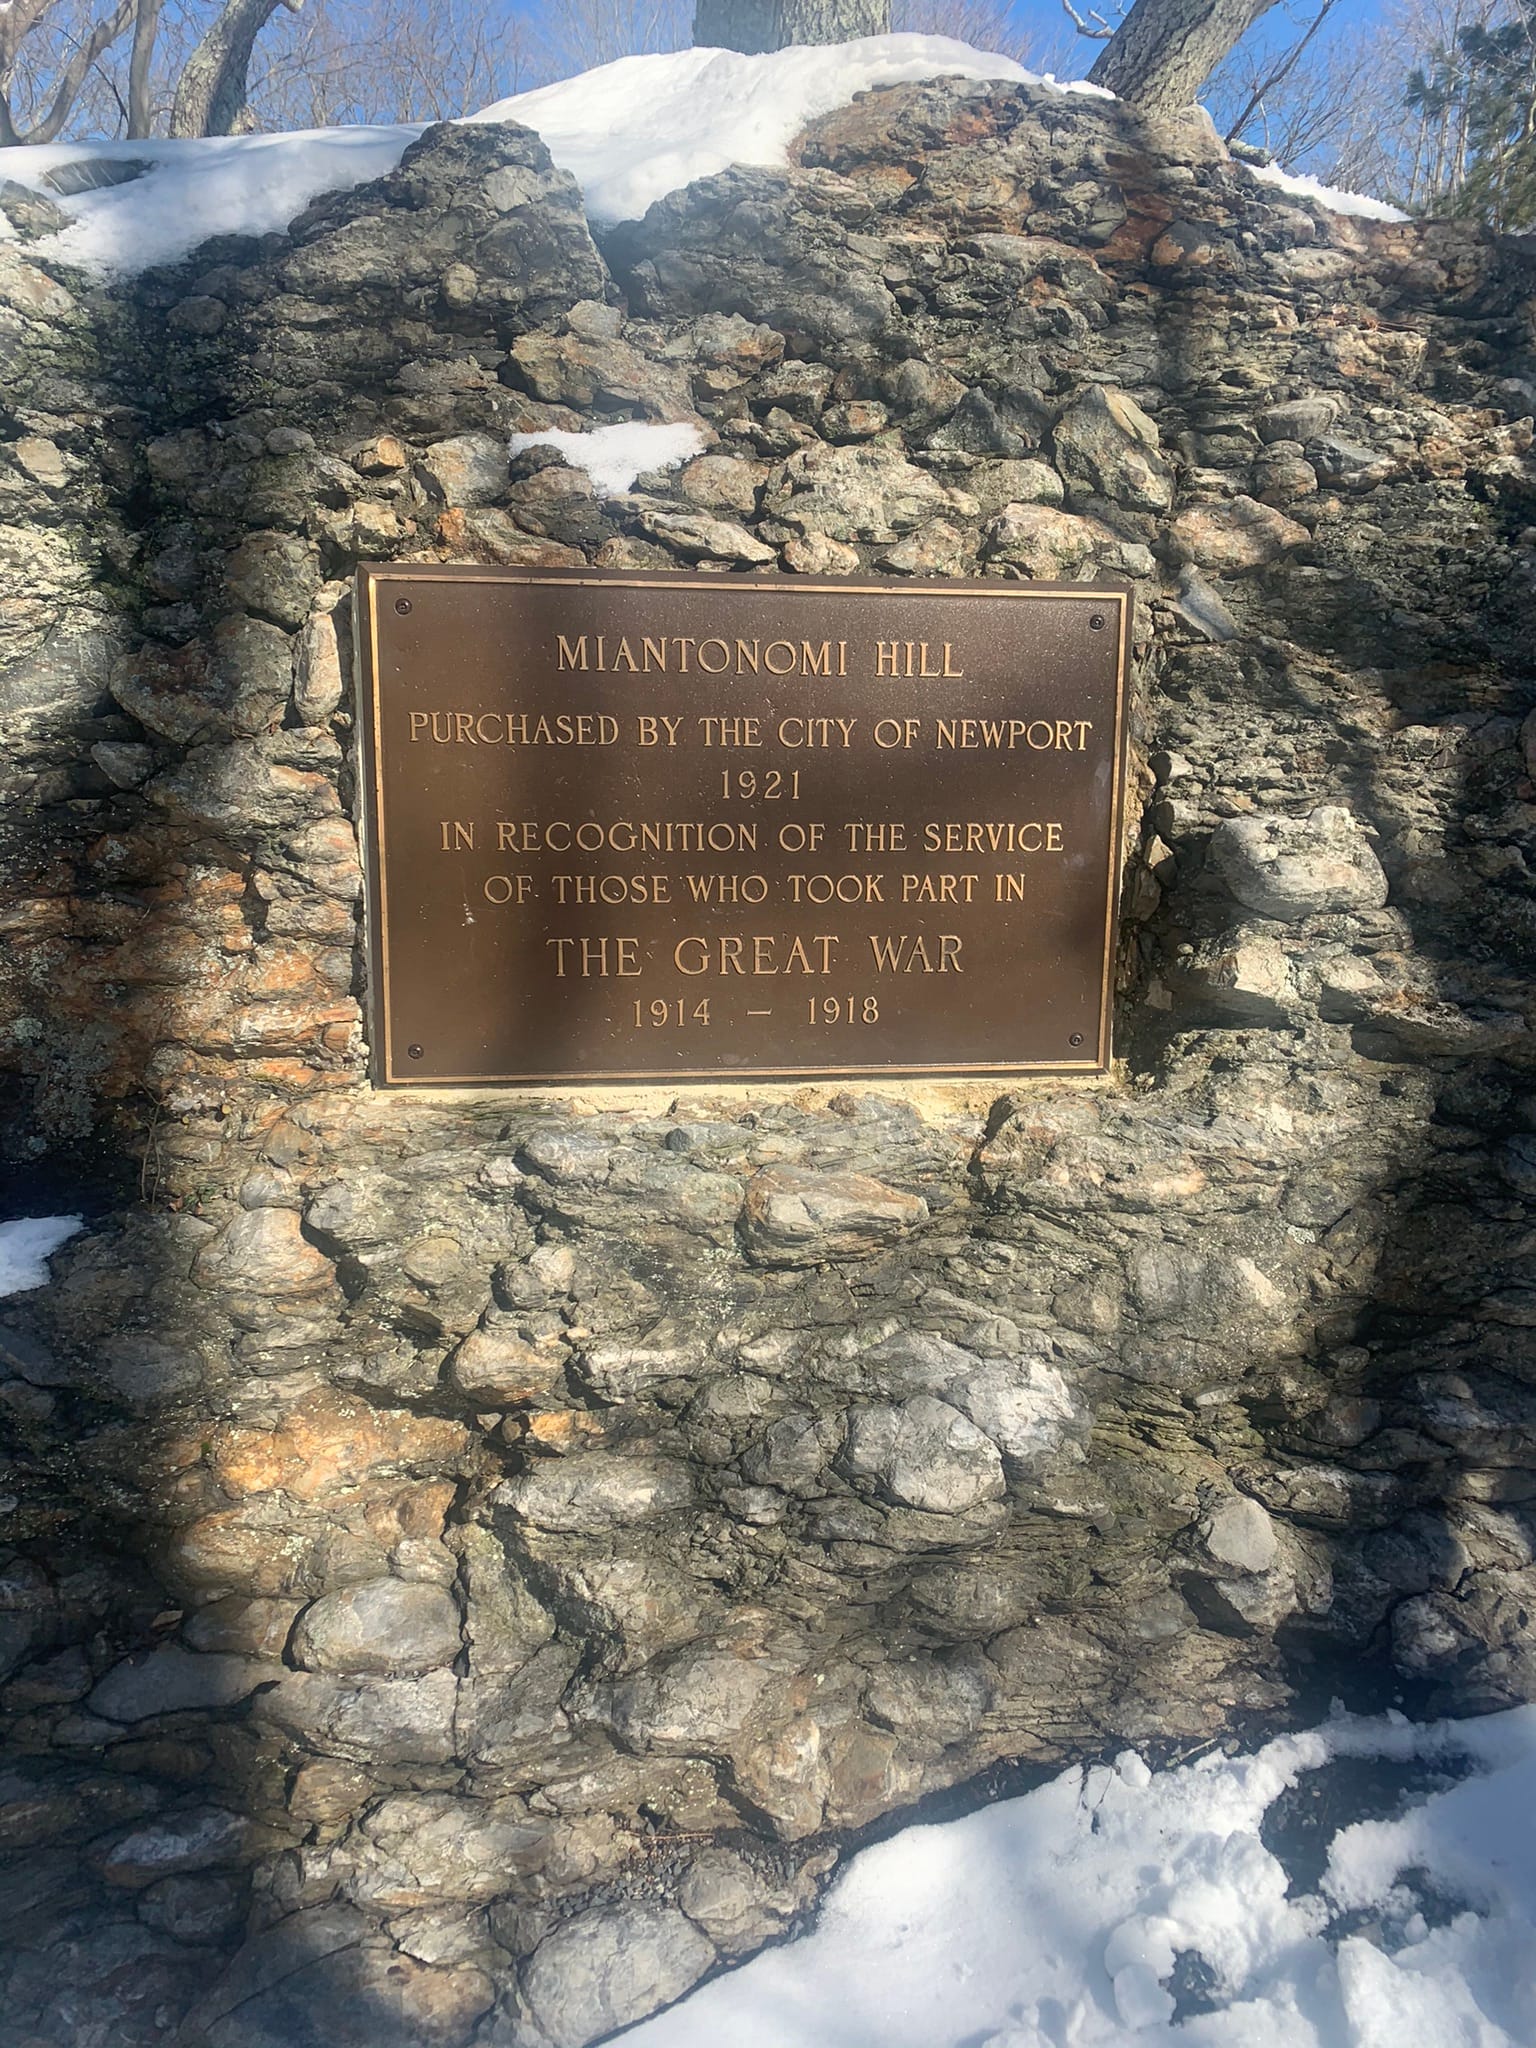 MIANTONOMI HILL
PURCHASED BY THE CITY OF NEWPORT
1921
IN RECOGNITION OF THE SERVICE
OF THOSE WHO TOOK PART IN
THE GREAT WAR
1914 — 1918